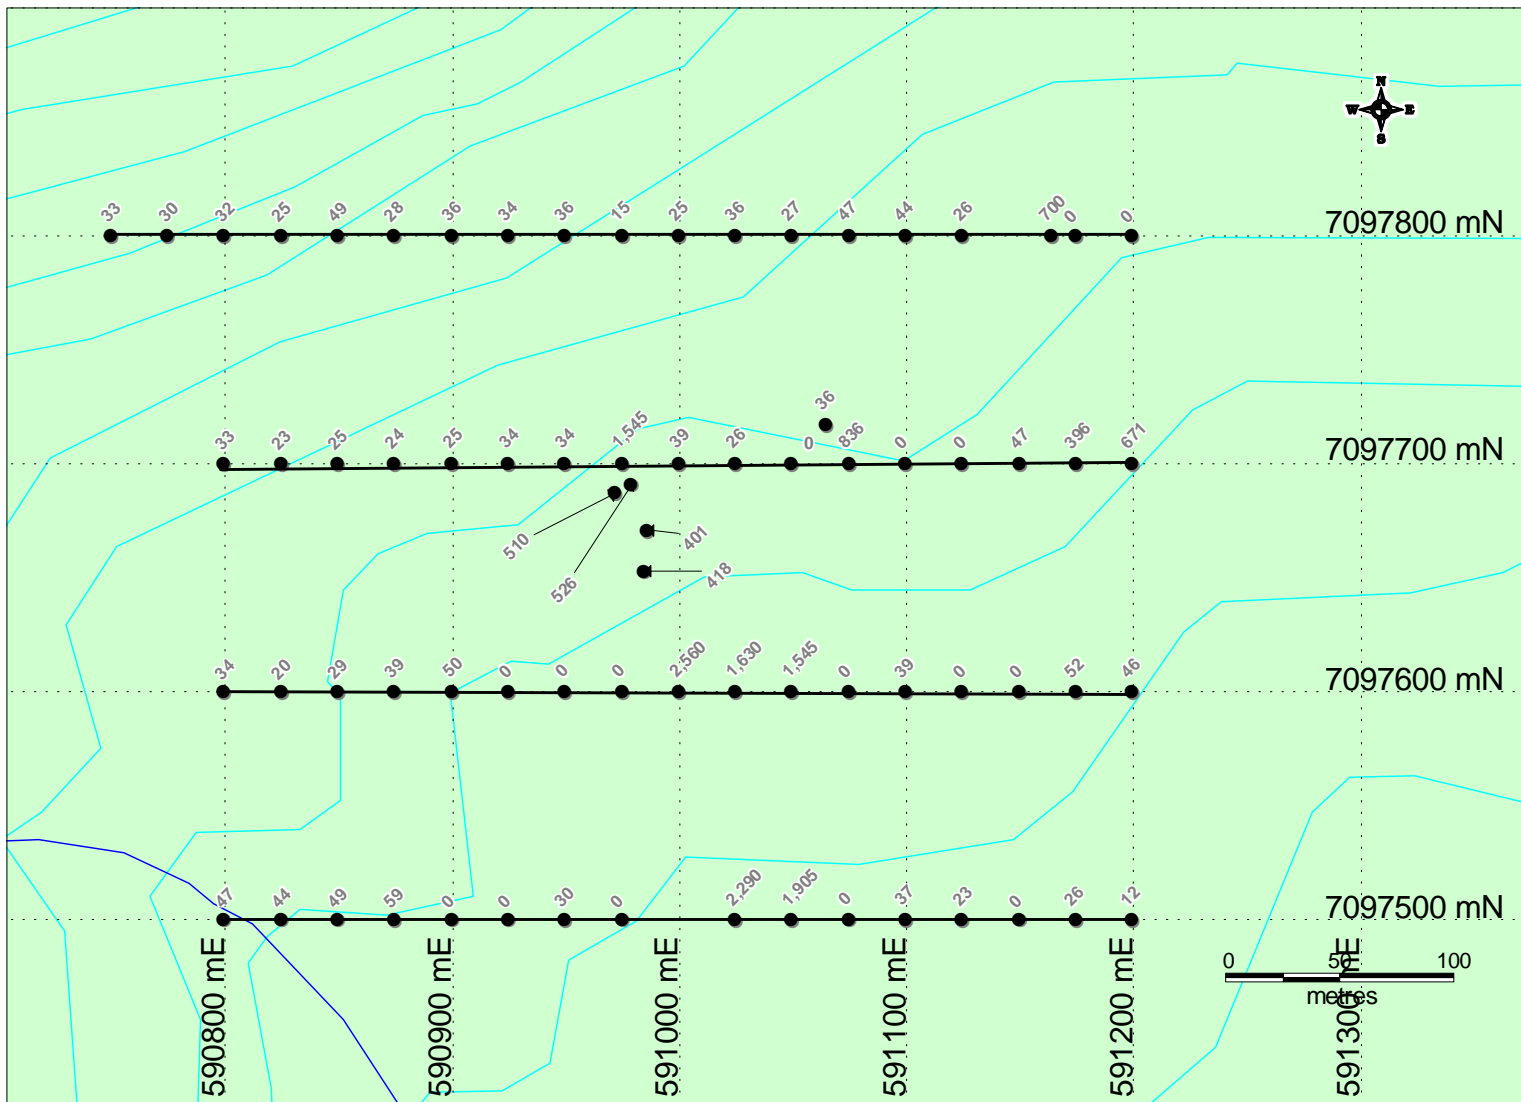 N
W E
S
33 30 32 25 49 28 36 34 36 15 25 36 27 47 44 26 700 0 0
7097800 mN
36
33 23 25 24 25 34 34 1,545 39 26 0 836 0 0 47 396 671
7097700 mN
510
526
401
418
34 20 29 39 50 0 0 0 2,560 1,630 1,545 0 39 0 0 52 46
7097600 mN
47 44 49 59 0 0 30 0 2,290 1,905 0 37 23 0 26 12
7097500 mN
590800 mE
590900 mE
591000 mE
591100 mE
591200 mE
591300 mE
0 50 100
metres